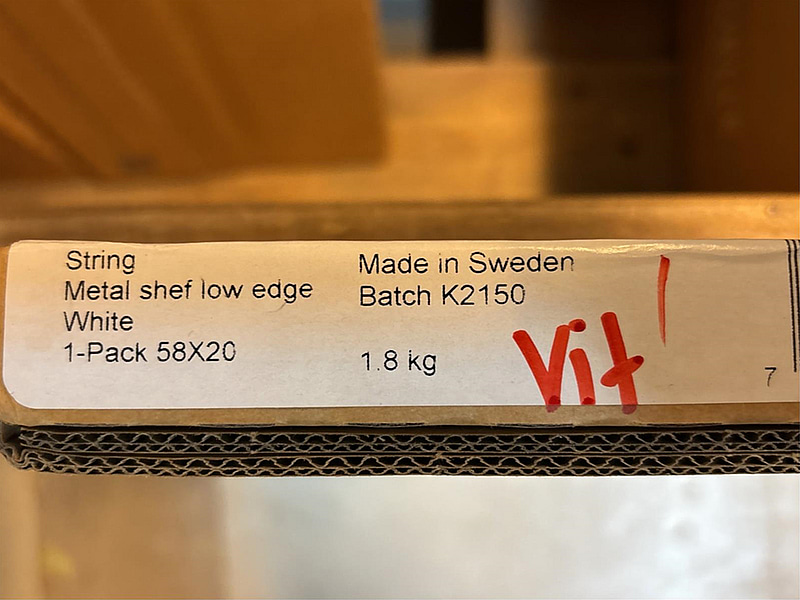 String
Metal shef low edge
White
1-Pack 58X20
Made in Sweden
Batch K2150
1.8 kg
Vit
7